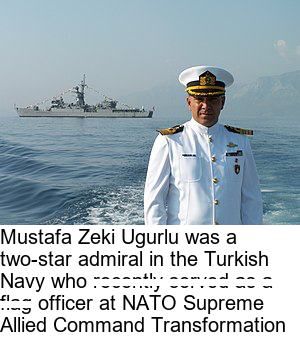 Mustafa Zeki Ugurlu was a
two-star admiral in the Turkish
Navy who recently served as a
flag officer at NATO Supreme
Allied Command Transformation